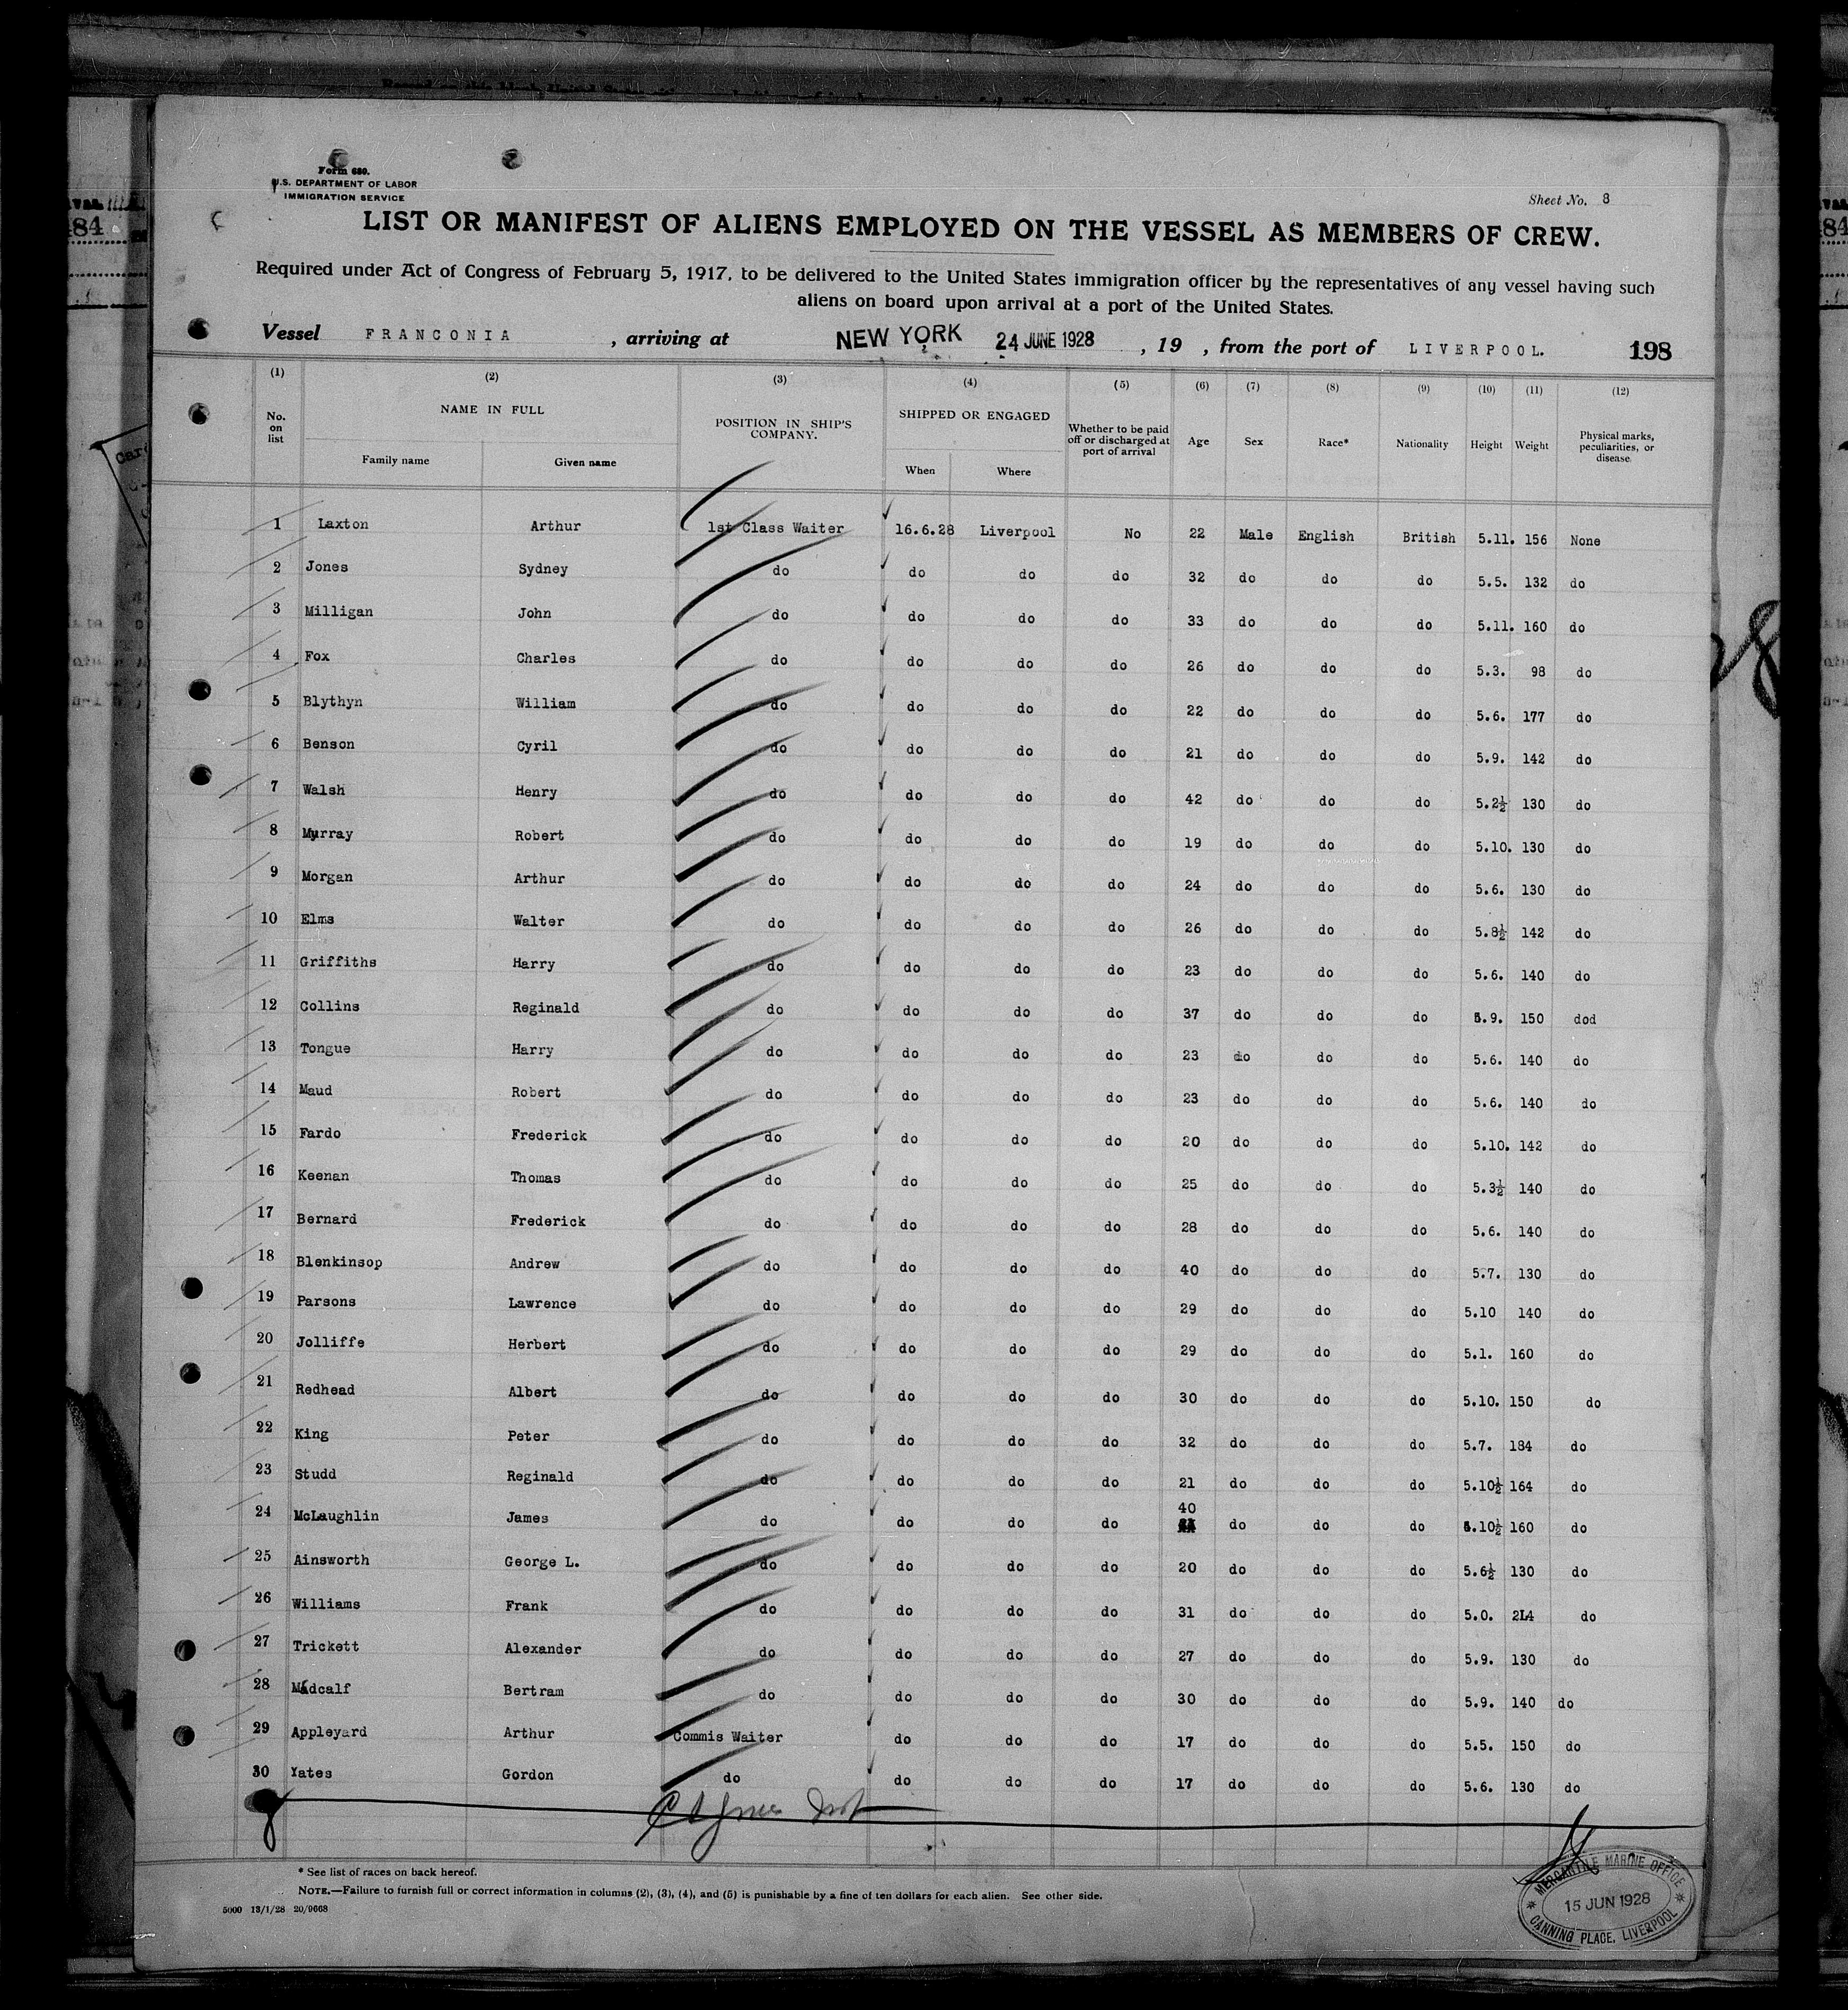 Form 680.
U.S. DEPARTMENT OF LABOR
IMMIGRATION SERVICE
Sheet No. 8
LIST OR MANIFEST OF ALIENS EMPLOYED ON THE VESSEL AS MEMBERS OF CREW.
Required under Act of Congress of February 5, 1917, to be delivered to the United States immigration officer by the representatives of any vessel having such
aliens on board upon arrival at a port of the United States.
Vessel FRANCONIA , arriving at NEW YORK 24 JUNE 1928 , 19 , from the port of LIVERPOOL. 198
(1) (2) (3) (4) (5) (6) (7) (8) (9) (10) (11) (12)
No. on list NAME IN FULL Family name Given name POSITION IN SHIP'S COMPANY. SHIPPED OR ENGAGED When Where Whether to be paid off or discharged at port of arrival Age Sex Race* Nationality Height Weight Physical marks, peculiarities, or disease.
1 Laxton Arthur 1st Class Waiter 16.6.28 Liverpool No 22 Male English British 5.11. 156 None
2 Jones Sydney do do do do 32 do do do 5.5. 132 do
3 Milligan John do do do do 33 do do do 5.11. 160 do
4 Fox Charles do do do do 26 do do do 5.3. 98 do
5 Blythyn William do do do do 22 do do do 5.6. 177 do
6 Benson Cyril do do do do 21 do do do 5.9. 142 do
7 Walsh Henry do do do do 42 do do do 5.2½ 130 do
8 Murray Robert do do do do 19 do do do 5.10. 130 do
9 Morgan Arthur do do do do 24 do do do 5.6. 130 do
10 Elms Walter do do do do 26 do do do 5.8½ 142 do
11 Griffiths Harry do do do do 23 do do do 5.6. 140 do
12 Collins Reginald do do do do 37 do do do 5.9. 150 dod
13 Tongue Harry do do do do 23 do do do 5.6. 140 do
14 Maud Robert do do do do 23 do do do 5.6. 140 do
15 Fardo Frederick do do do do 20 do do do 5.10. 142 do
16 Keenan Thomas do do do do 25 do do do 5.3½ 140 do
17 Bernard Frederick do do do do 28 do do do 5.6. 140 do
18 Blenkinsop Andrew do do do do 40 do do do 5.7. 130 do
19 Parsons Lawrence do do do do 29 do do do 5.10 140 do
20 Jolliffe Herbert do do do do 29 do do do 5.1. 160 do
21 Redhead Albert do do do do 30 do do do 5.10. 150 do
22 King Peter do do do do 32 do do do 5.7. 184 do
23 Studd Reginald do do do do 21 do do do 5.10½ 164 do
24 McLaughlin James do do do do 40 do do do 5.10½ 160 do
25 Ainsworth George L. do do do do 20 do do do 5.6½ 130 do
26 Williams Frank do do do do 31 do do do 5.0. 214 do
27 Trickett Alexander do do do do 27 do do do 5.9. 130 do
28 Madcalf Bertram do do do do 30 do do do 5.9. 140 do
29 Appleyard Arthur Commis Waiter do do do 17 do do do 5.5. 150 do
30 Yates Gordon do do do do 17 do do do 5.6. 130 do
* See list of races on back hereof.
NOTE.—Failure to furnish full or correct information in columns (2), (3), (4), and (5) is punishable by a fine of ten dollars for each alien. See other side.
5000 13/1/28 20/9668
MERCANTILE MARINE OFFICE
15 JUN 1928
CANNING PLACE, LIVERPOOL